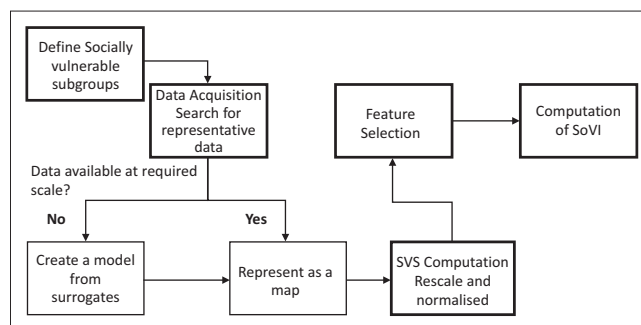 Define Socially
vulnerable
subgroups
Data Acquisition
Search for
representative
data
Data available at required
scale?
No
Yes
Create a model
from
surrogates
Represent as a
map
SVS Computation
Rescale and
normalised
Feature
Selection
Computation
of SoVI